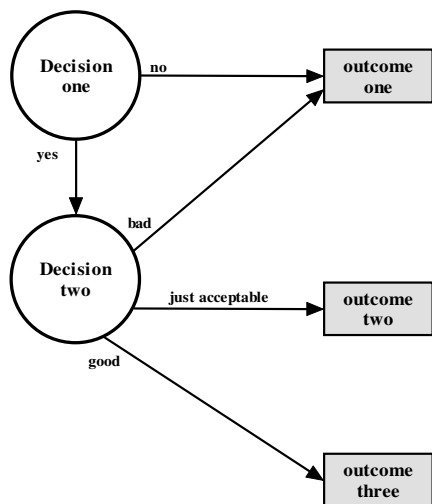 Decision
one
no
outcome
one
yes
bad
Decision
two
just acceptable
outcome
two
good
outcome
three